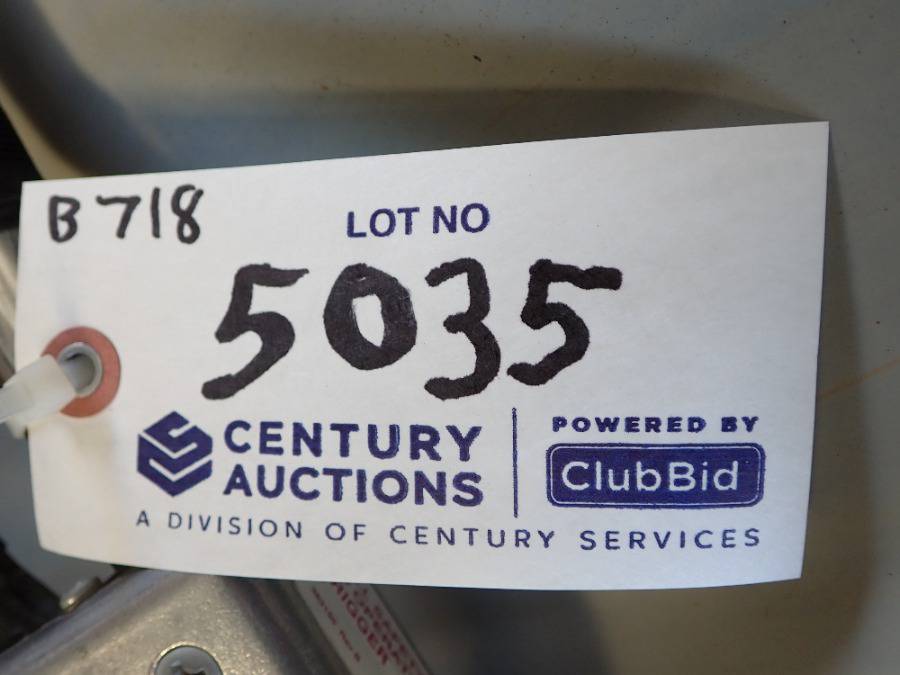 B718
LOT NO
5035
CENTURY
AUCTIONS
POWERED BY
ClubBid
A DIVISION OF CENTURY SERVICES